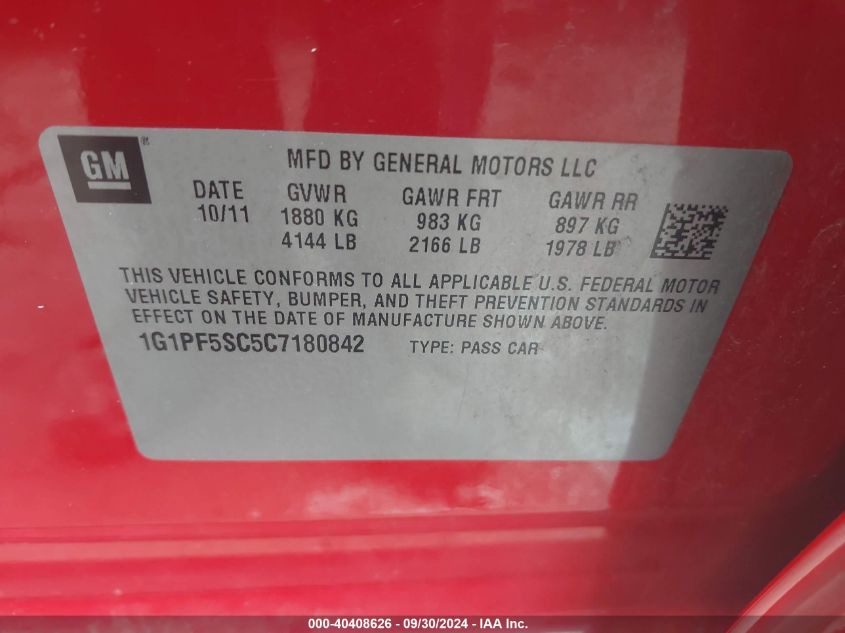 GM®
MFD BY GENERAL MOTORS LLC
DATE GVWR GAWR FRT GAWR RR
10/11 1880 KG 983 KG 897 KG
4144 LB 2166 LB 1978 LB
THIS VEHICLE CONFORMS TO ALL APPLICABLE U.S. FEDERAL MOTOR
VEHICLE SAFETY, BUMPER, AND THEFT PREVENTION STANDARDS IN
EFFECT ON THE DATE OF MANUFACTURE SHOWN ABOVE.
1G1PF5SC5C7180842 TYPE: PASS CAR
000-40408626 - 09/30/2024 - IAA Inc.